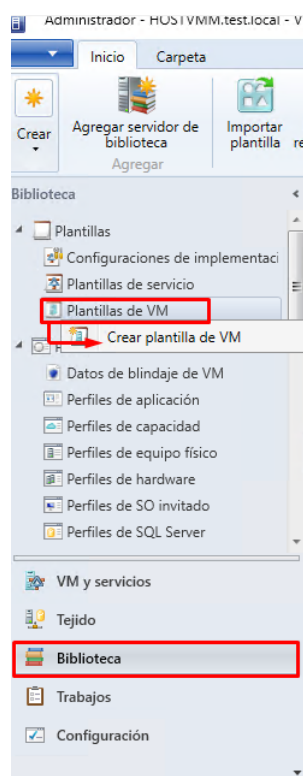 Administrador - HOSTVMM.test.local - V
Inicio Carpeta
Crear
Agregar servidor de
biblioteca
Importar
plantilla
re
Agregar
Biblioteca
Plantillas
Configuraciones de implementaci
Plantillas de servicio
Plantillas de VM
Crear plantilla de VM
Datos de blindaje de VM
Perfiles de aplicación
Perfiles de capacidad
Perfiles de equipo físico
Perfiles de hardware
Perfiles de SO invitado
Perfiles de SQL Server
VM y servicios
Tejido
Biblioteca
Trabajos
Configuración